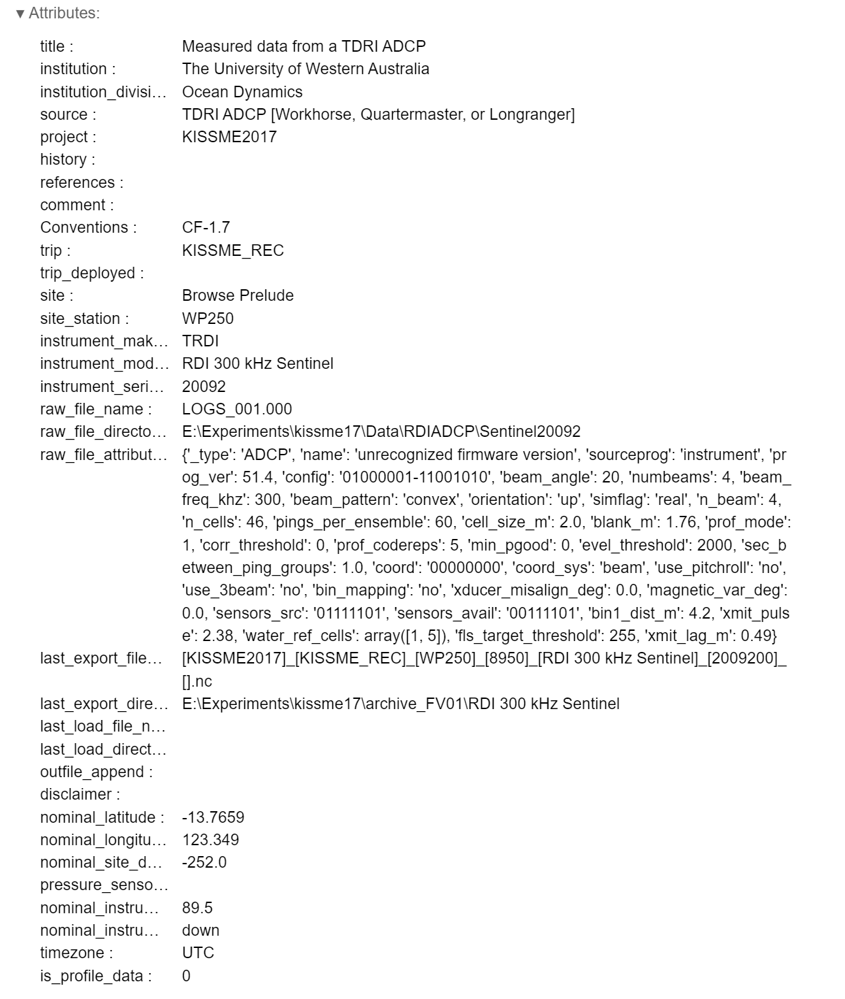 ▼ Attributes:
title : Measured data from a TDRI ADCP
institution : The University of Western Australia
institution_divisi… Ocean Dynamics
source : TDRI ADCP [Workhorse, Quartermaster, or Longranger]
project : KISSME2017
history :
references :
comment :
Conventions : CF-1.7
trip : KISSME_REC
trip_deployed :
site : Browse Prelude
site_station : WP250
instrument_mak… TRDI
instrument_mod… RDI 300 kHz Sentinel
instrument_seri… 20092
raw_file_name : LOGS_001.000
raw_file_directo… E:\Experiments\kissme17\Data\RDIADCP\Sentinel20092
raw_file_attribut… {'_type': 'ADCP', 'name': 'unrecognized firmware version', 'sourceprog': 'instrument', 'pr
og_ver': 51.4, 'config': '01000001-11001010', 'beam_angle': 20, 'numbeams': 4, 'beam_
freq_khz': 300, 'beam_pattern': 'convex', 'orientation': 'up', 'simflag': 'real', 'n_beam': 4,
'n_cells': 46, 'pings_per_ensemble': 60, 'cell_size_m': 2.0, 'blank_m': 1.76, 'prof_mode':
1, 'corr_threshold': 0, 'prof_codereps': 5, 'min_pgood': 0, 'evel_threshold': 2000, 'sec_b
etween_ping_groups': 1.0, 'coord': '00000000', 'coord_sys': 'beam', 'use_pitchroll': 'no',
'use_3beam': 'no', 'bin_mapping': 'no', 'xducer_misalign_deg': 0.0, 'magnetic_var_deg':
0.0, 'sensors_src': '01111101', 'sensors_avail': '00111101', 'bin1_dist_m': 4.2, 'xmit_puls
e': 2.38, 'water_ref_cells': array([1, 5]), 'fls_target_threshold': 255, 'xmit_lag_m': 0.49}
last_export_file… [KISSME2017]_[KISSME_REC]_[WP250]_[8950]_[RDI 300 kHz Sentinel]_[2009200]_
[].nc
last_export_dire… E:\Experiments\kissme17\archive_FV01\RDI 300 kHz Sentinel
last_load_file_n…
last_load_direct…
outfile_append :
disclaimer :
nominal_latitude : -13.7659
nominal_longitu… 123.349
nominal_site_d… -252.0
pressure_senso…
nominal_instru… 89.5
nominal_instru… down
timezone : UTC
is_profile_data : 0